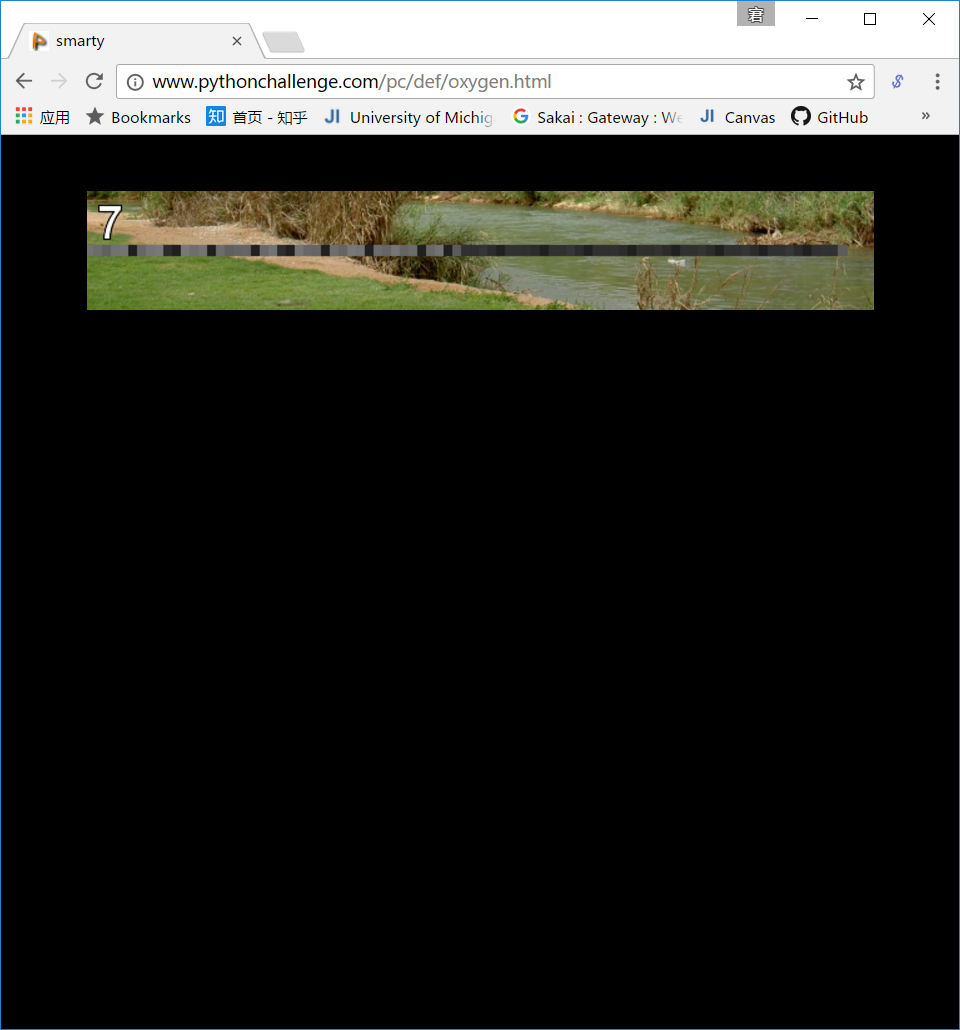 smarty
www.pythonchallenge.com/pc/def/oxygen.html
应用 Bookmarks 知 首页 - 知乎 JI University of Michig G Sakai : Gateway : We JI Canvas GitHub »
7